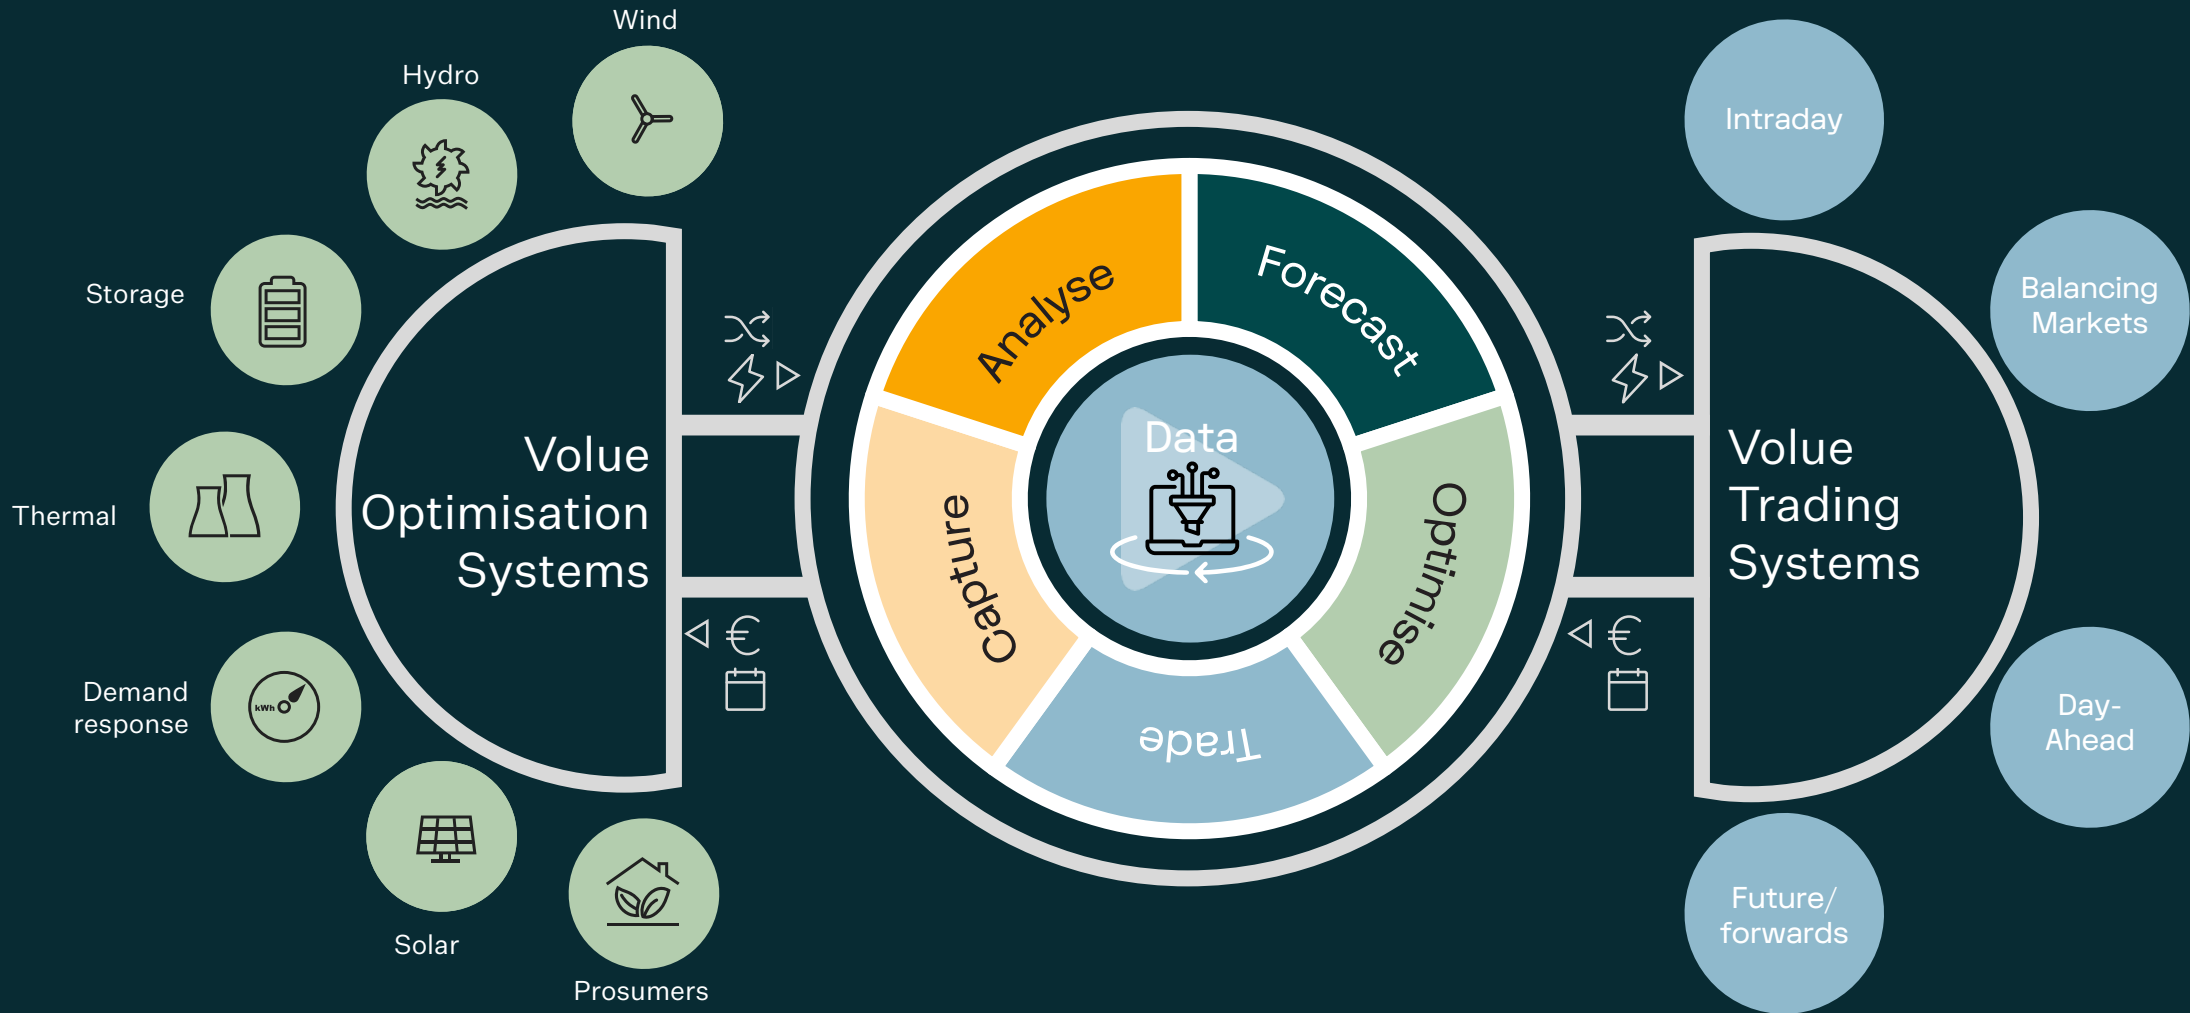 Wind
Hydro
Storage
Thermal
Demand
response
kWh
Solar
Prosumers
Volue
Optimisation
Systems
€
Analyse
Forecast
Optimise
Trade
Capture
Data
€
Volue
Trading
Systems
Intraday
Balancing
Markets
Day-
Ahead
Future/
forwards